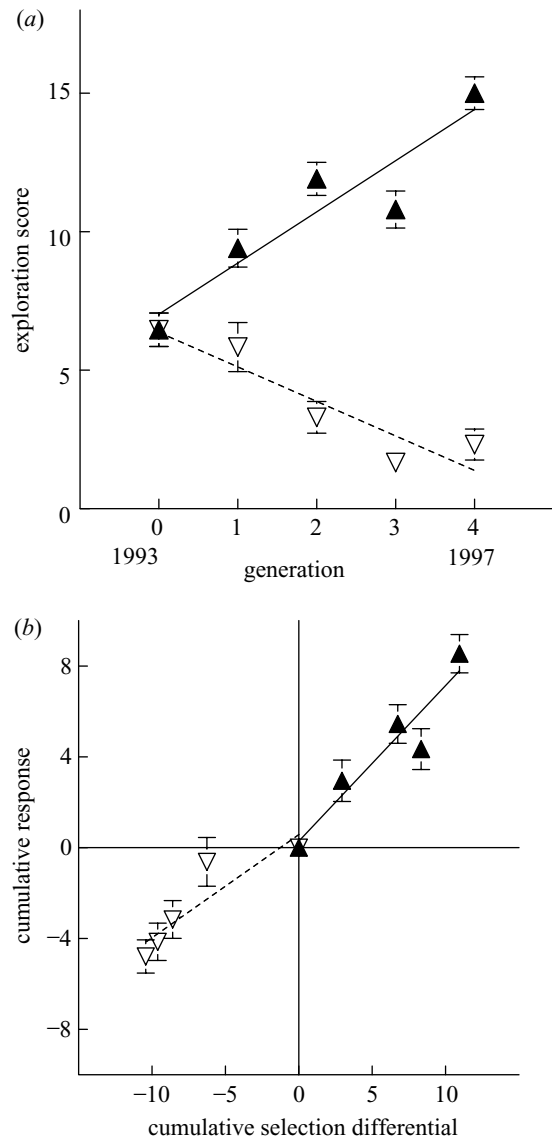 (a)
15
10
5
0
exploration score
0 1 2 3 4
1993 1997
generation
(b)
8
4
0
−4
−8
cumulative response
−10 −5 0 5 10
cumulative selection differential